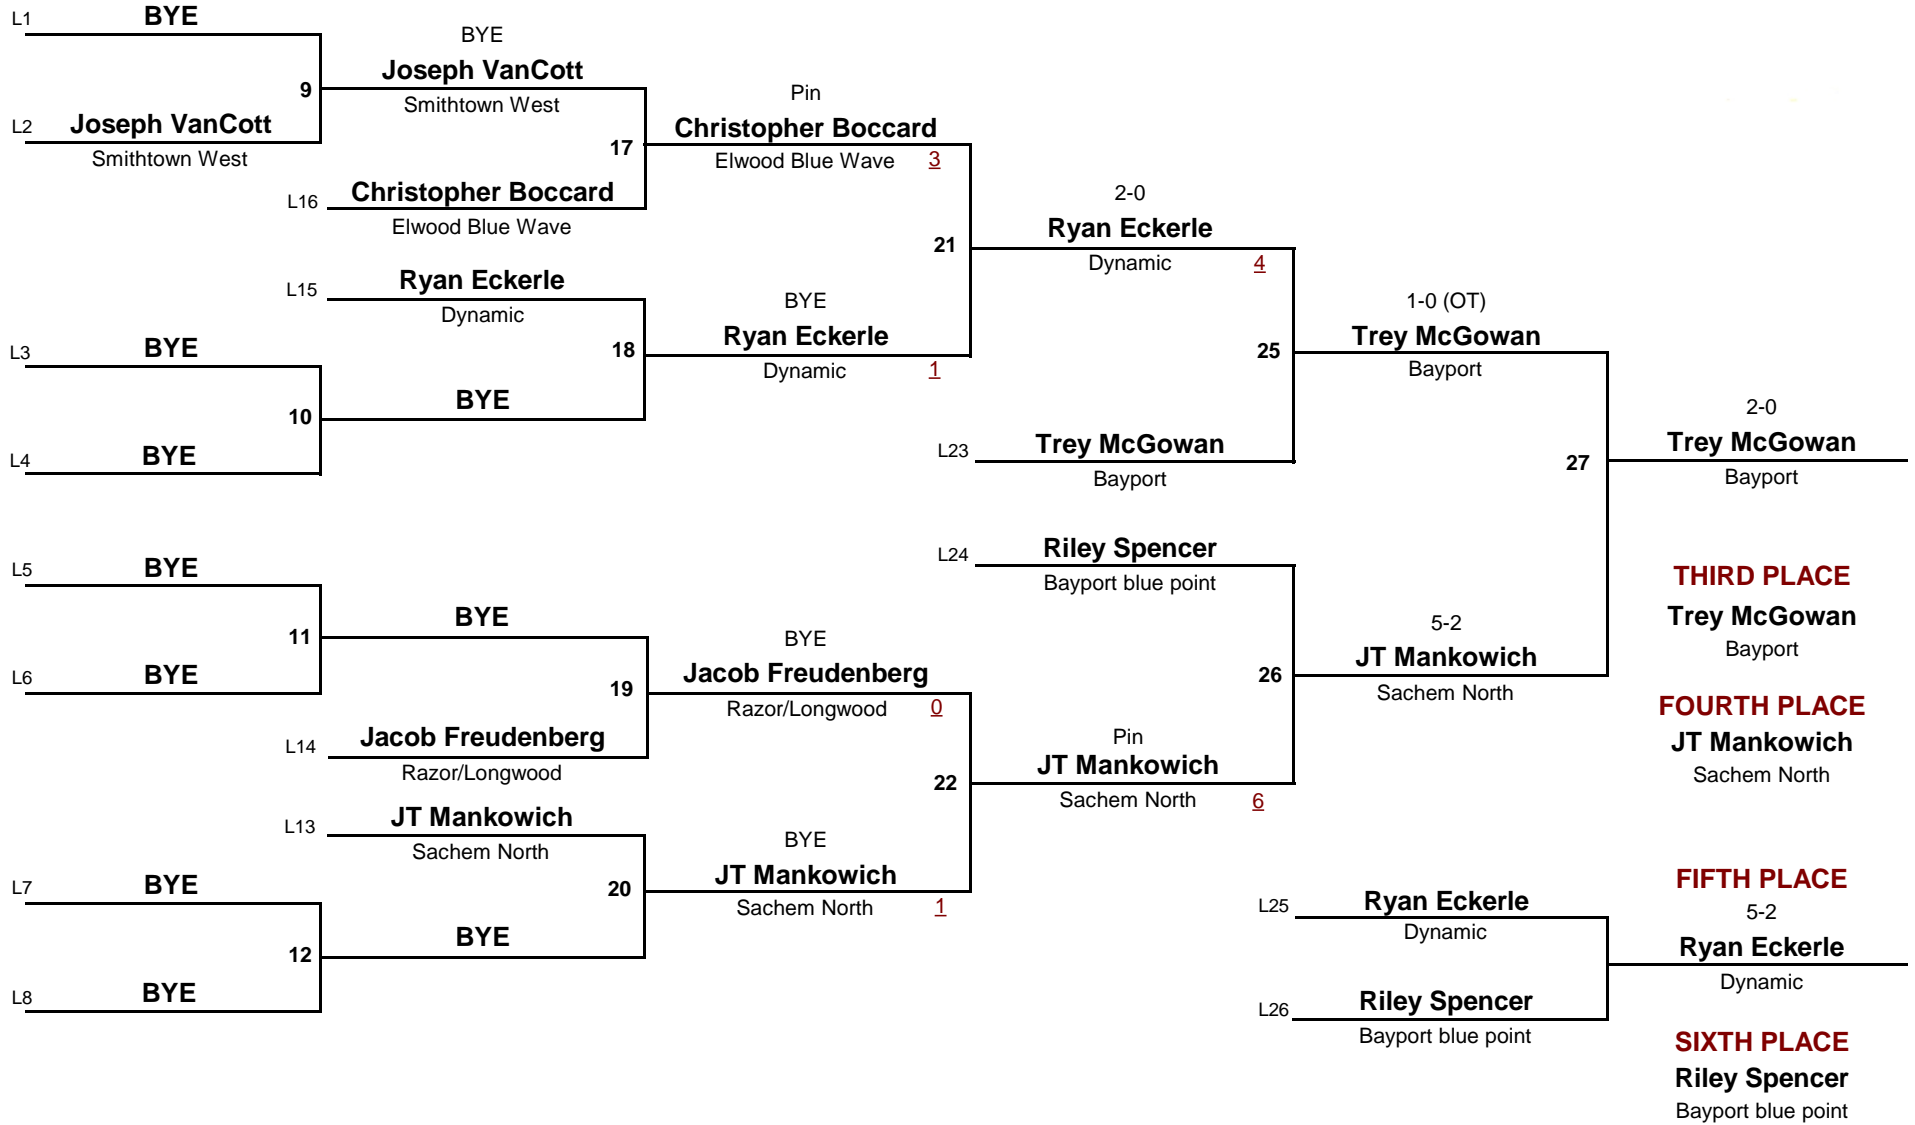 L1 BYE
BYE
Joseph VanCott
9
Smithtown West
L2 Joseph VanCott
Smithtown West
Pin
Christopher Boccard
17
Elwood Blue Wave 3
L16 Christopher Boccard
Elwood Blue Wave
2-0
Ryan Eckerle
21
Dynamic 4
L15 Ryan Eckerle
Dynamic
BYE
Ryan Eckerle
18
Dynamic 1
L3 BYE
10 BYE
L4 BYE
1-0 (OT)
Trey McGowan
25
Bayport
L23 Trey McGowan
Bayport
2-0
Trey McGowan
27
Bayport
L24 Riley Spencer
Bayport blue point
L5 BYE
11 BYE
L6 BYE
BYE
Jacob Freudenberg
19
Razor/Longwood 0
L14 Jacob Freudenberg
Razor/Longwood
5-2
JT Mankowich
26
Sachem North
Pin
JT Mankowich
22
Sachem North 6
L13 JT Mankowich
Sachem North
BYE
JT Mankowich
20
Sachem North 1
L7 BYE
12 BYE
L8 BYE
THIRD PLACE
Trey McGowan
Bayport
FOURTH PLACE
JT Mankowich
Sachem North
L25 Ryan Eckerle
Dynamic
L26 Riley Spencer
Bayport blue point
FIFTH PLACE
5-2
Ryan Eckerle
Dynamic
SIXTH PLACE
Riley Spencer
Bayport blue point